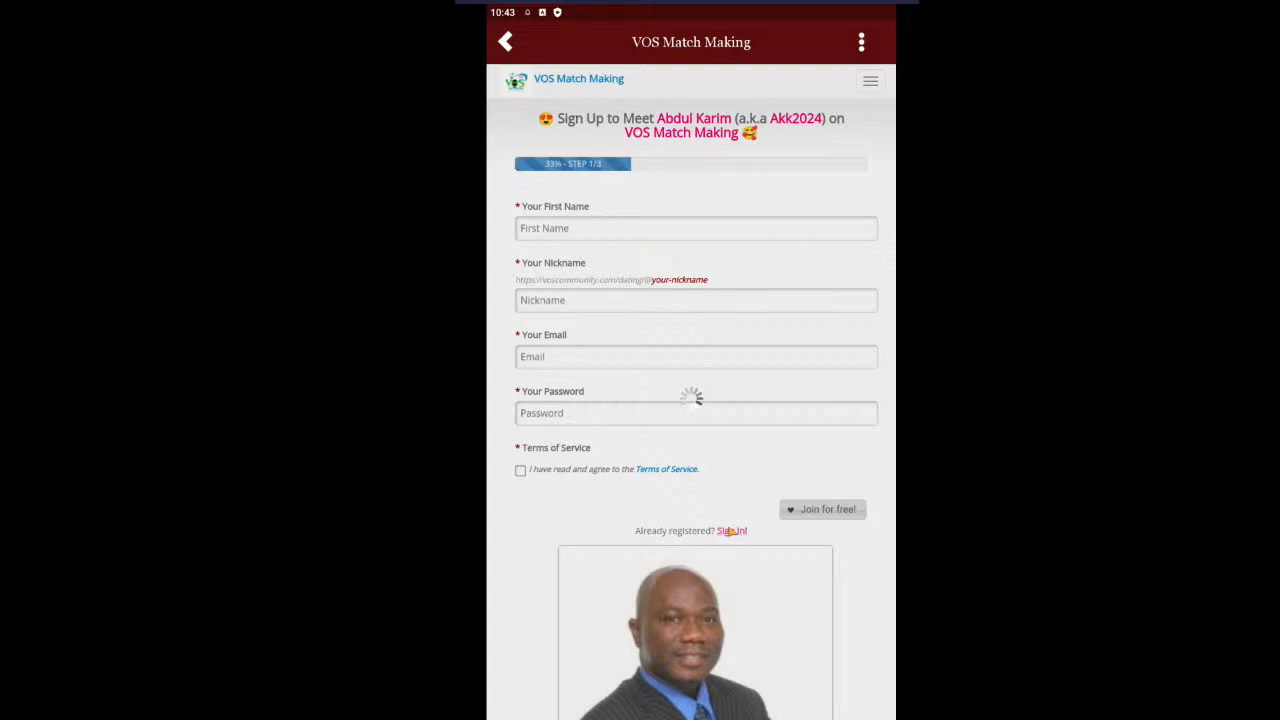 10:43
VOS Match Making
VOS Match Making
😍 Sign Up to Meet Abdul Karim (a.k.a Akk2024) on
VOS Match Making 🥰
33% - STEP 1/3
* Your First Name
First Name
* Your Nickname
https://voscommunity.com/dating/@your-nickname
Nickname
* Your Email
Email
* Your Password
Password
* Terms of Service
I have read and agree to the Terms of Service.
Join for free!
Already registered? Sign In!